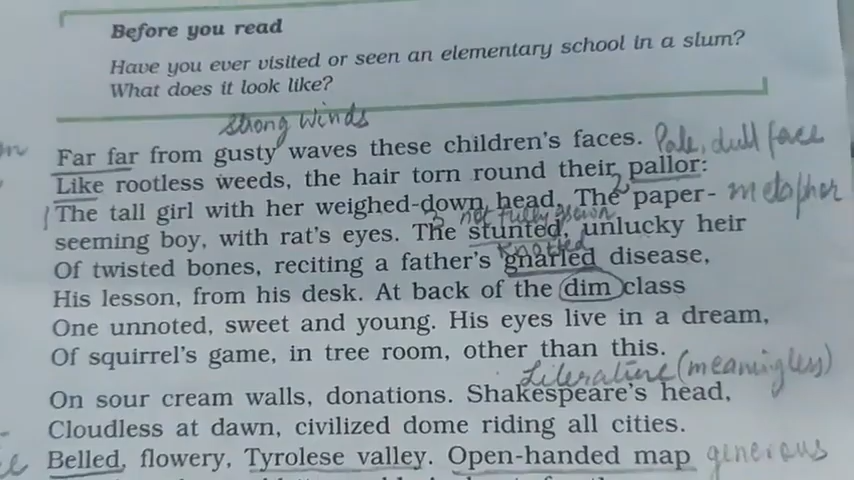 Before you read
Have you ever visited or seen an elementary school in a slum?
What does it look like?
strong winds
Far far from gusty waves these children's faces. Pale, dull face
Like rootless weeds, the hair torn round their pallor:
The tall girl with her weighed-down head. The paper- metapher
not fully grown
seeming boy, with rat's eyes. The stunted, unlucky heir
knotted
Of twisted bones, reciting a father's gnarled disease,
His lesson, from his desk. At back of the dim class
One unnoted, sweet and young. His eyes live in a dream,
Of squirrel's game, in tree room, other than this.
Literature (meamigless)
On sour cream walls, donations. Shakespeare's head,
Cloudless at dawn, civilized dome riding all cities.
Belled, flowery, Tyrolese valley. Open-handed map generous